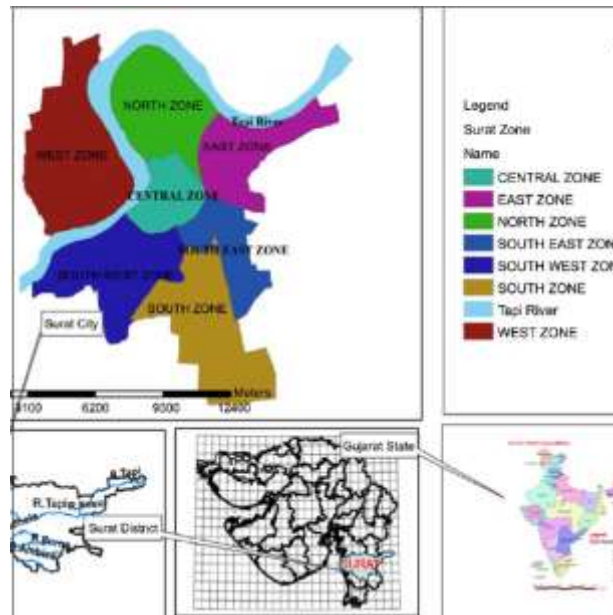 NORTH ZONE
Tapi River
EAST ZONE
WEST ZONE
CENTRAL ZONE
SOUTH EAST ZONE
SOUTH WEST ZONE
SOUTH ZONE
Surat City
Meters
3100 6200 9000 12400
Legend
Surat Zone
Name
CENTRAL ZONE
EAST ZONE
NORTH ZONE
SOUTH EAST ZON
SOUTH WEST ZON
SOUTH ZONE
Tapi River
WEST ZONE
R.Tapi
Surat District
Gujarat State
SURAT